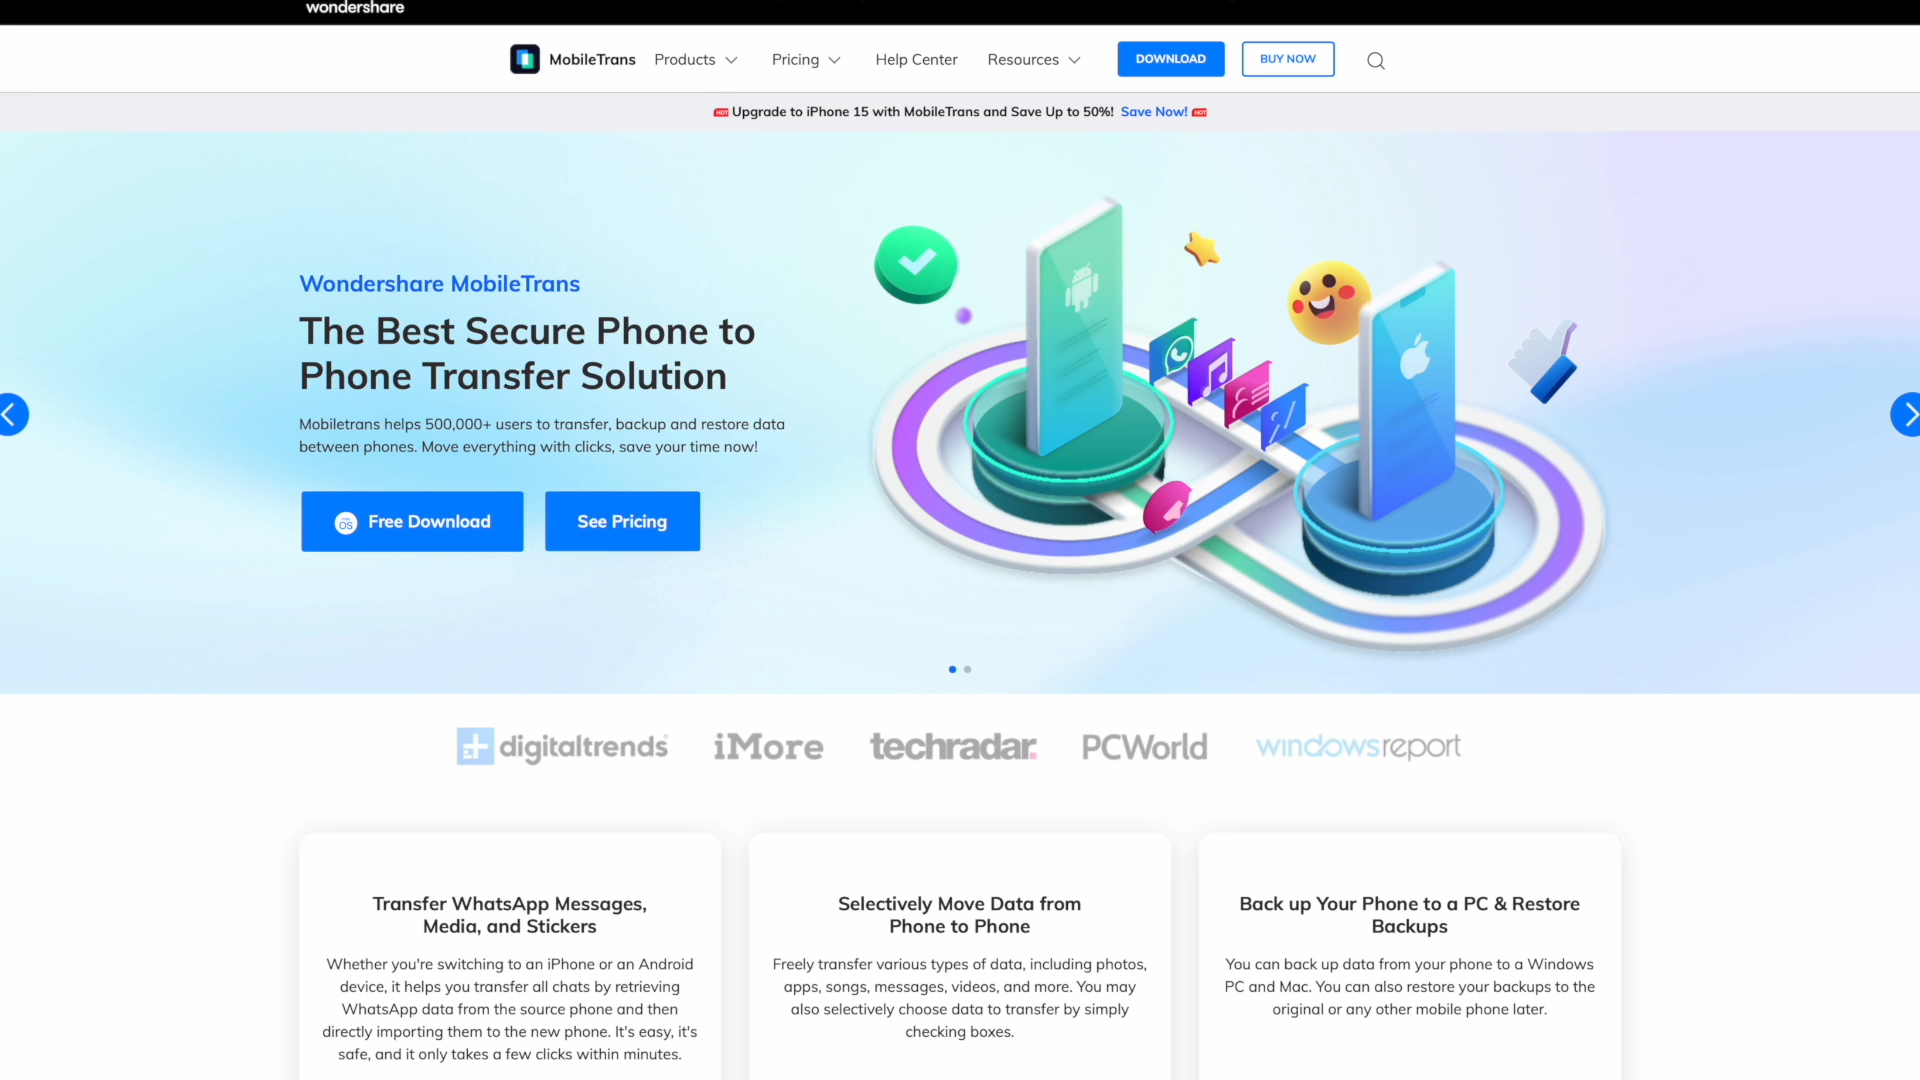 wondershare
MobileTrans Products Pricing Help Center Resources DOWNLOAD BUY NOW
HOT Upgrade to iPhone 15 with MobileTrans and Save Up to 50%! Save Now! HOT
Wondershare MobileTrans
The Best Secure Phone to
Phone Transfer Solution
Mobiletrans helps 500,000+ users to transfer, backup and restore data
between phones. Move everything with clicks, save your time now!
OS Free Download See Pricing
digitaltrends iMore techradar. PCWorld windowsreport
Transfer WhatsApp Messages,
Media, and Stickers
Whether you're switching to an iPhone or an Android
device, it helps you transfer all chats by retrieving
WhatsApp data from the source phone and then
directly importing them to the new phone. It's easy, it's
safe, and it only takes a few clicks within minutes.
Selectively Move Data from
Phone to Phone
Freely transfer various types of data, including photos,
apps, songs, messages, videos, and more. You may
also selectively choose data to transfer by simply
checking boxes.
Back up Your Phone to a PC & Restore
Backups
You can back up data from your phone to a Windows
PC and Mac. You can also restore your backups to the
original or any other mobile phone later.